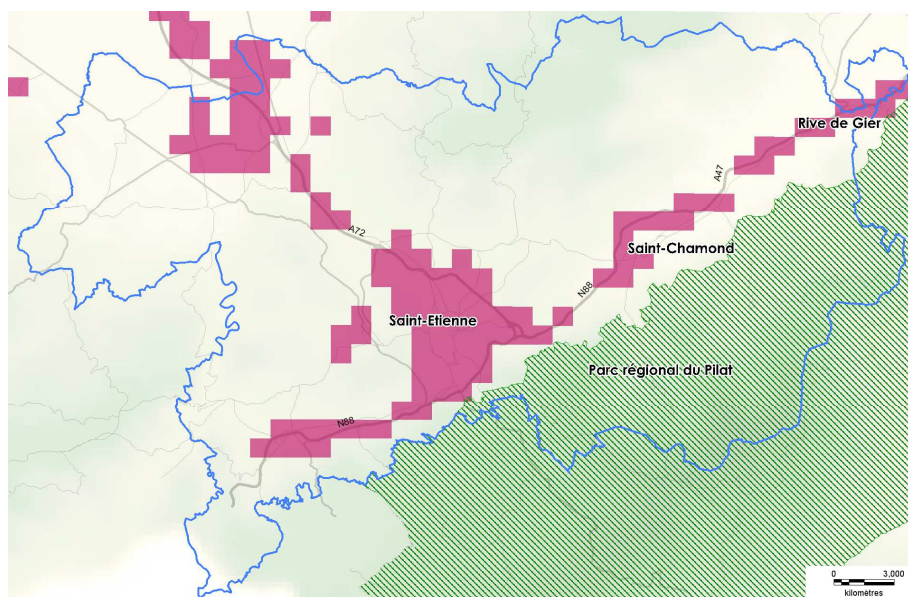 Rive de Gier
A47
A72
Saint-Chamond
N88
Saint-Etienne
Parc régional du Pilat
N88
0 3,000
kilomètres